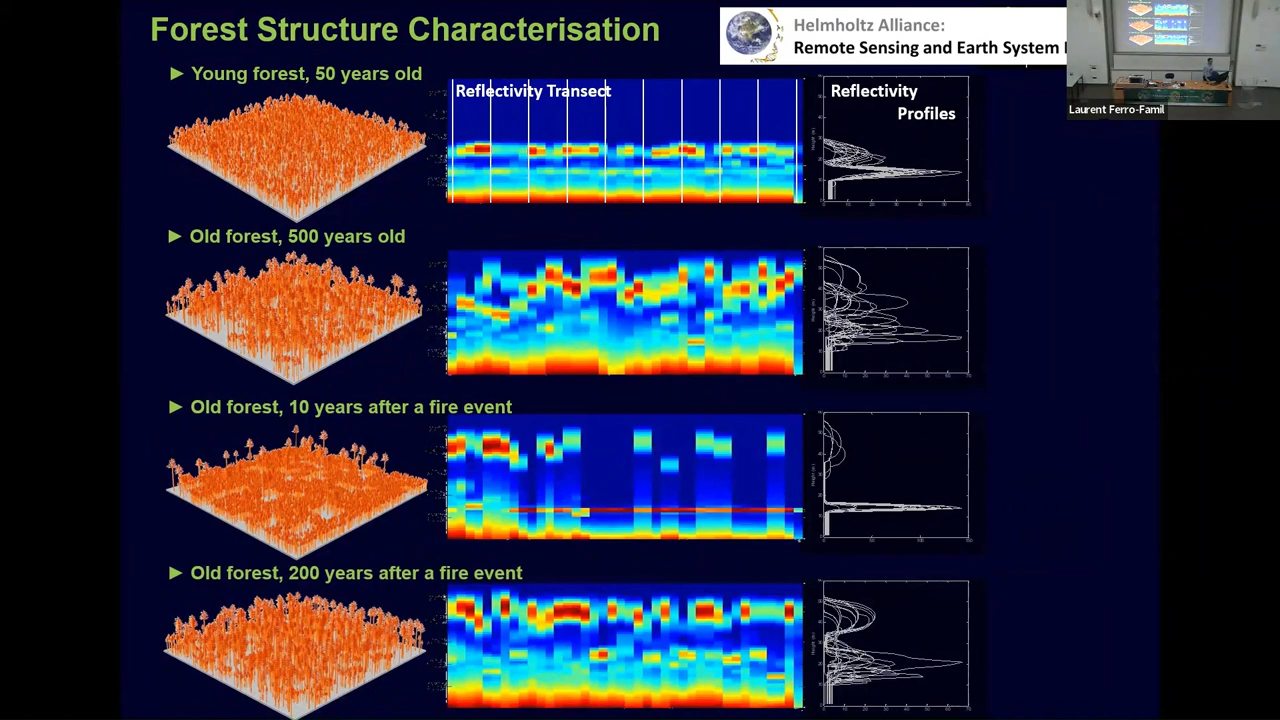 Forest Structure Characterisation
Helmholtz Alliance:
Remote Sensing and Earth System
Laurent Ferro-Famil
► Young forest, 50 years old
Reflectivity Transect
Reflectivity
Profiles
► Old forest, 500 years old
► Old forest, 10 years after a fire event
► Old forest, 200 years after a fire event